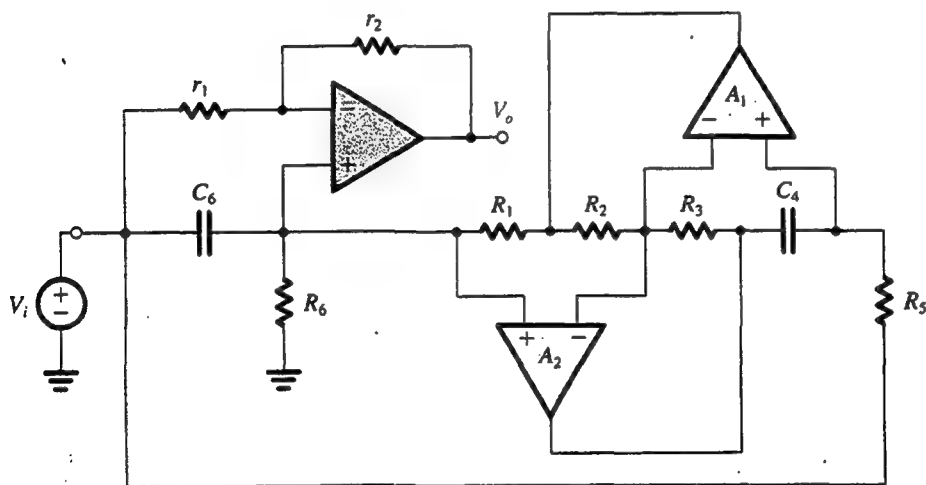 r₂
r₁
− +
Vₒ
A₁
− +
C₆
R₁
R₂
R₃
C₄
Vᵢ
+ −
R₆
+ −
A₂
R₅